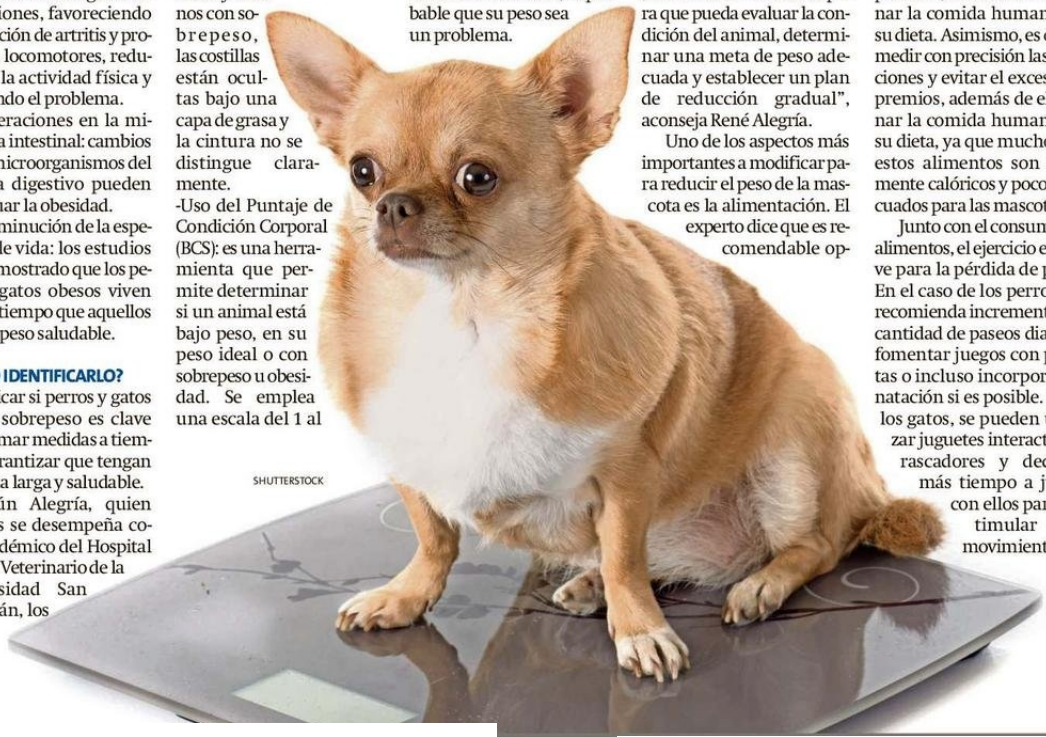 iones, favoreciendo
ción de artritis y pro-
locomotores, redu-
la actividad física y
ndo el problema.
eraciones en la mi-
a intestinal: cambios
nicroorganismos del
a digestivo pueden
uar la obesidad.
minución de la espe-
le vida: los estudios
mostrado que los pe-
gatos obesos viven
tiempo que aquellos
peso saludable.
IDENTIFICARLO?
car si perros y gatos
sobrepeso es clave
mar medidas a tiem-
rantizar que tengan
a larga y saludable.
ún Alegría, quien
s se desempeña co-
démico del Hospital
Veterinario de la
sidad San
án, los
nos con so-
brepeso,
las costillas
están ocul-
tas bajo una
capa de grasa y
la cintura no se
distingue clara-
mente.
-Uso del Puntaje de
Condición Corporal
(BCS): es una herra-
mienta que per-
mite determinar
si un animal está
bajo peso, en su
peso ideal o con
sobrepeso u obesi-
dad. Se emplea
una escala del 1 al
SHUTTERSTOCK
bable que su peso sea
un problema.
ra que pueda evaluar la con-
dición del animal, determi-
nar una meta de peso ade-
cuada y establecer un plan
de reducción gradual”,
aconseja René Alegría.
Uno de los aspectos más
importantes a modificar pa-
ra reducir el peso de la mas-
cota es la alimentación. El
experto dice que es re-
comendable op-
nar la comida human
su dieta. Asimismo, es
medir con precisión las
ciones y evitar el exces
premios, además de e
nar la comida human
su dieta, ya que much
estos alimentos son
mente calóricos y poco
cuados para las mascot
Junto con el consum
alimentos, el ejercicio e
ve para la pérdida de p
En el caso de los perro
recomienda increment
cantidad de paseos dia
fomentar juegos con p
tas o incluso incorpor
natación si es posible.
los gatos, se pueden
zar juguetes interact
rascadores y dec
más tiempo a j
con ellos par
timular
movimient